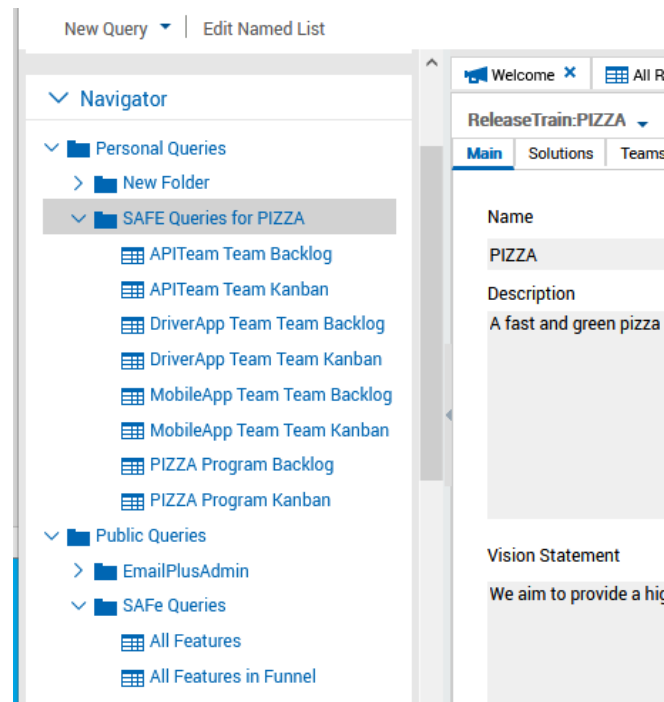 New Query
Edit Named List
Navigator
Personal Queries
New Folder
SAFE Queries for PIZZA
APITeam Team Backlog
APITeam Team Kanban
DriverApp Team Team Backlog
DriverApp Team Team Kanban
MobileApp Team Team Backlog
MobileApp Team Team Kanban
PIZZA Program Backlog
PIZZA Program Kanban
Public Queries
EmailPlusAdmin
SAFe Queries
All Features
All Features in Funnel
Welcome
All R
ReleaseTrain:PIZZA
Main Solutions Teams
Name
PIZZA
Description
A fast and green pizza
Vision Statement
We aim to provide a hig